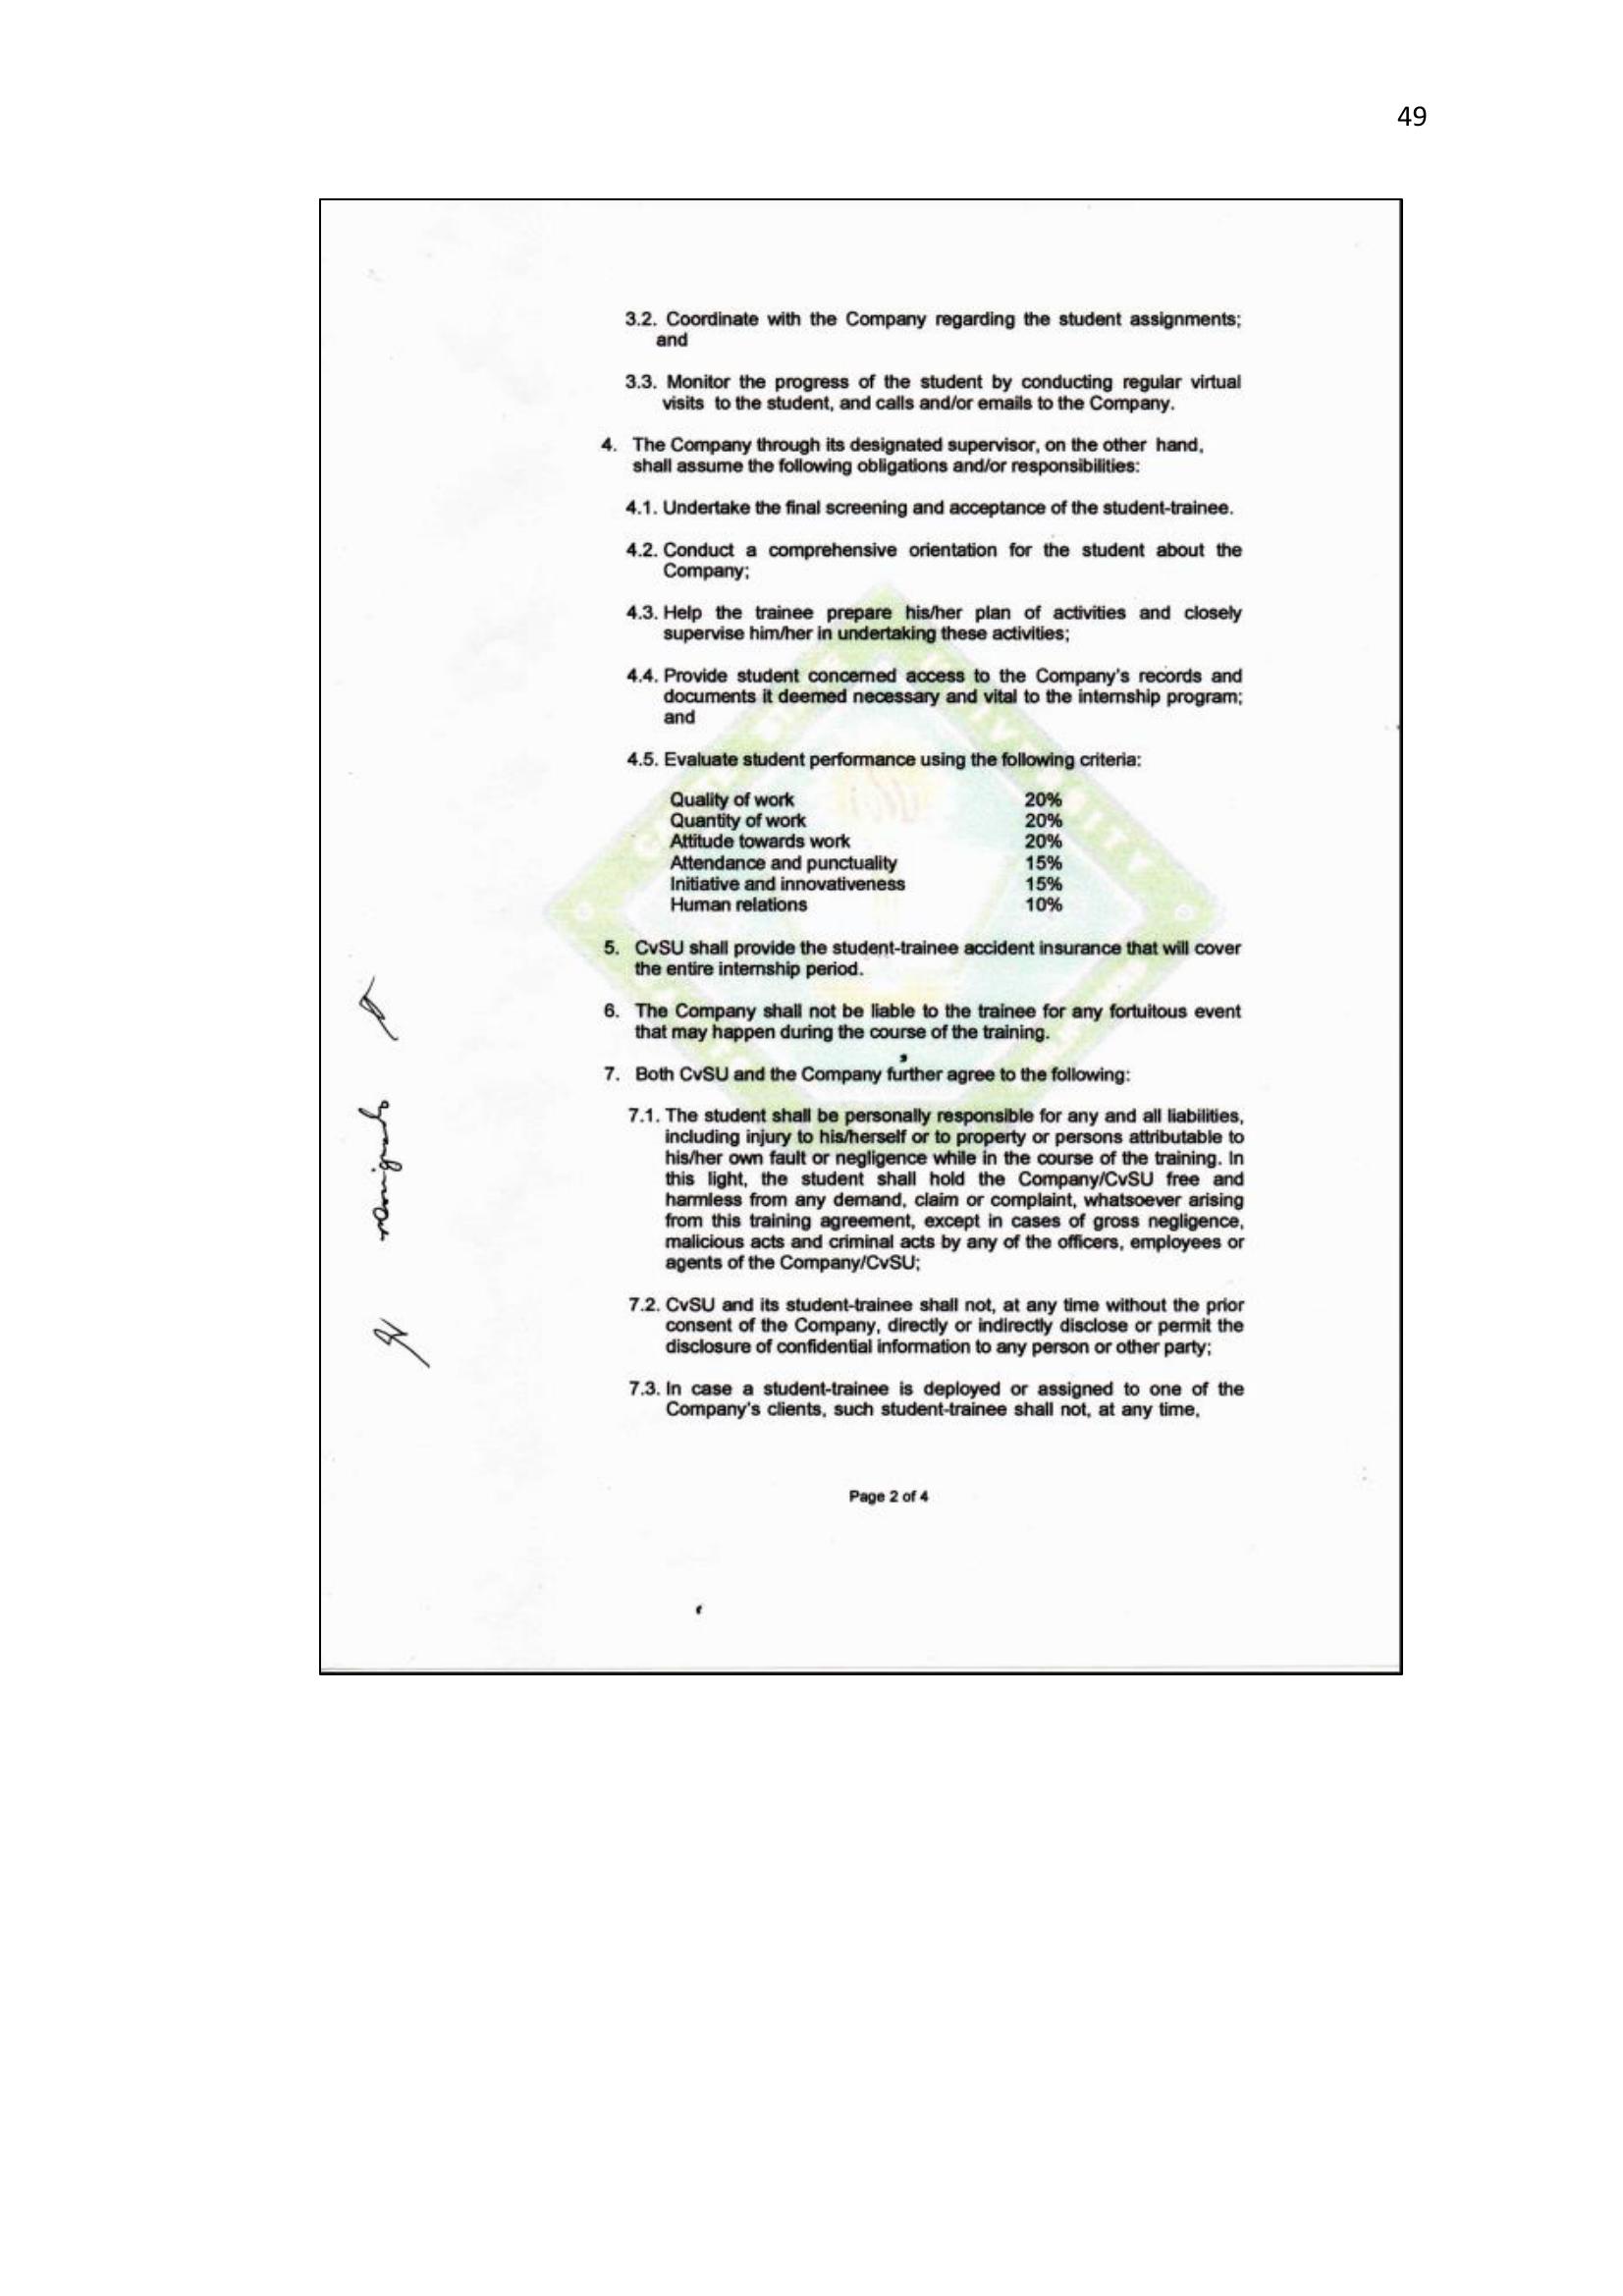 49
3.2. Coordinate with the Company regarding the student assignments;
and
3.3. Monitor the progress of the student by conducting regular virtual
visits to the student, and calls and/or emails to the Company.
4. The Company through its designated supervisor, on the other hand,
shall assume the following obligations and/or responsibilities:
4.1. Undertake the final screening and acceptance of the student-trainee.
4.2. Conduct a comprehensive orientation for the student about the
Company;
4.3. Help the trainee prepare his/her plan of activities and closely
supervise him/her in undertaking these activities;
4.4. Provide student concerned access to the Company's records and
documents it deemed necessary and vital to the internship program;
and
4.5. Evaluate student performance using the following criteria:
Quality of work 20%
Quantity of work 20%
Attitude towards work 20%
Attendance and punctuality 15%
Initiative and innovativeness 15%
Human relations 10%
5. CvSU shall provide the student-trainee accident insurance that will cover
the entire internship period.
6. The Company shall not be liable to the trainee for any fortuitous event
that may happen during the course of the training.
7. Both CvSU and the Company further agree to the following:
7.1. The student shall be personally responsible for any and all liabilities,
including injury to his/herself or to property or persons attributable to
his/her own fault or negligence while in the course of the training. In
this light, the student shall hold the Company/CvSU free and
harmless from any demand, claim or complaint, whatsoever arising
from this training agreement, except in cases of gross negligence,
malicious acts and criminal acts by any of the officers, employees or
agents of the Company/CvSU;
7.2. CvSU and its student-trainee shall not, at any time without the prior
consent of the Company, directly or indirectly disclose or permit the
disclosure of confidential information to any person or other party;
7.3. In case a student-trainee is deployed or assigned to one of the
Company's clients, such student-trainee shall not, at any time,
Page 2 of 4